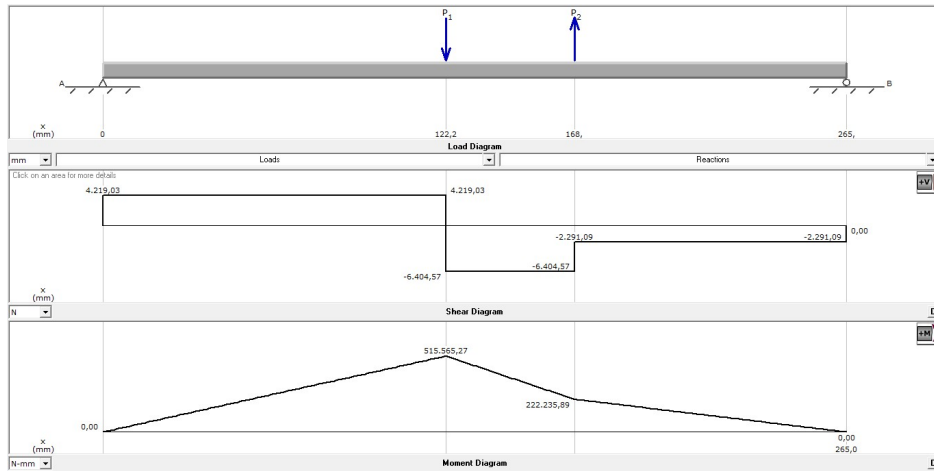 P1 P2
A B
x
(mm) 0 122,2 168, 265,
Load Diagram
mm Loads Reactions
Click on an area for more details
+V
4.219,03 4.219,03
0,00
-2.291,09 -2.291,09
-6.404,57 -6.404,57
x
(mm)
N Shear Diagram D
+M
515.565,27
222.235,89
0,00 0,00
x
(mm) 265,0
N-mm Moment Diagram D